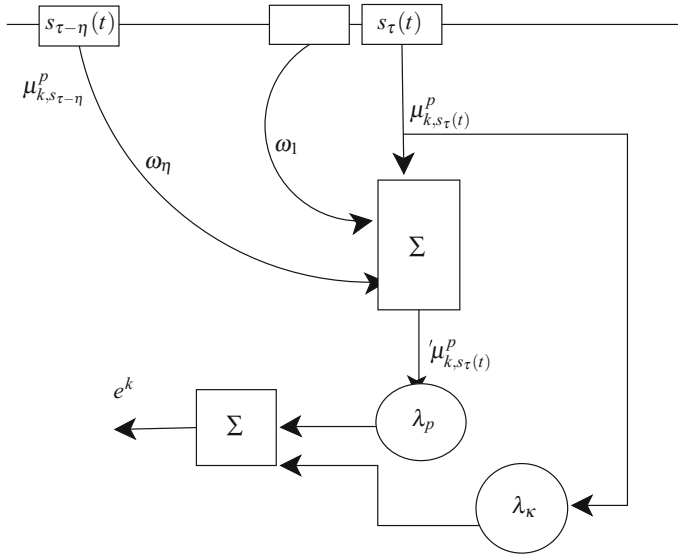 s_{τ−η}(t) s_τ(t)
μ^p_{k,s_{τ−η}} μ^p_{k,s_τ(t)}
ω_1
ω_η
Σ
′μ^p_{k,s_τ(t)}
e^k
Σ λ_p
λ_κ